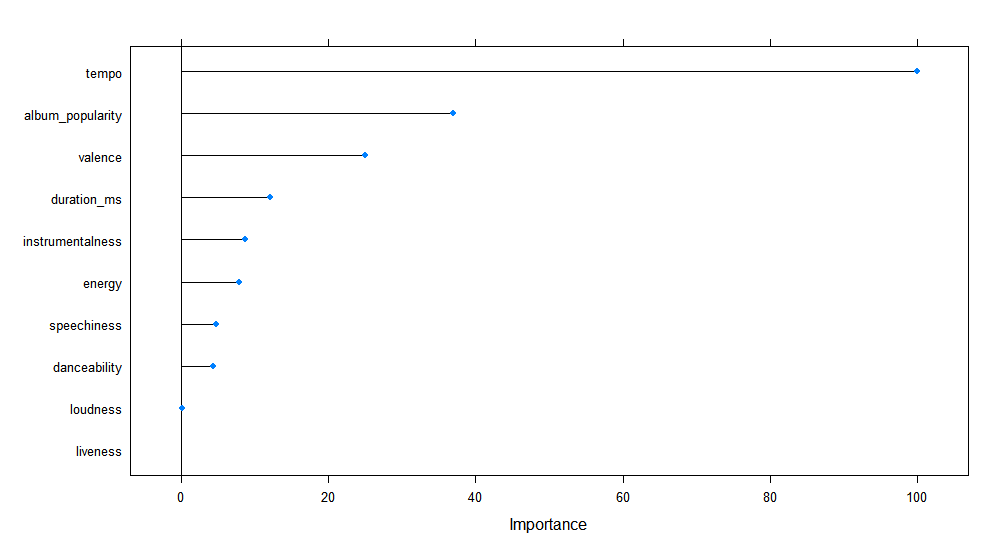 tempo
album_popularity
valence
duration_ms
instrumentalness
energy
speechiness
danceability
loudness
liveness
0 20 40 60 80 100
Importance